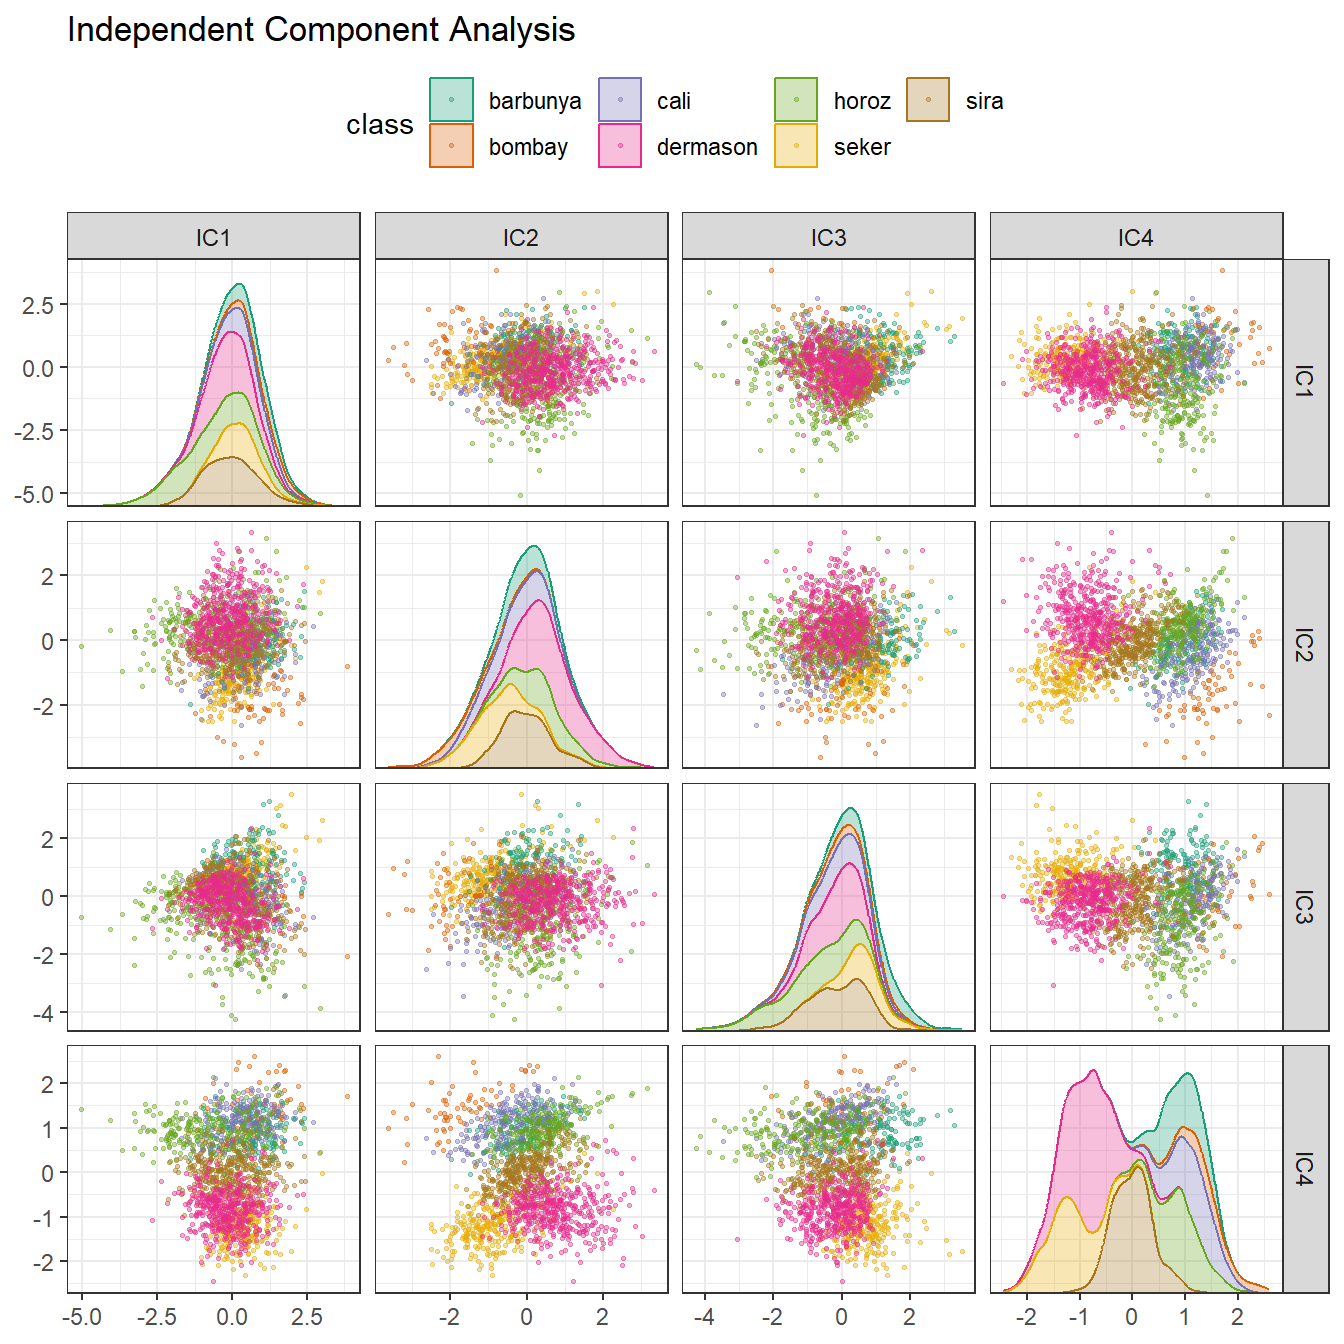 Independent Component Analysis
class
barbunya cali horoz sira
bombay dermason seker
IC1 IC2 IC3 IC4
2.5
0.0
-2.5
-5.0
IC1
2
0
-2
IC2
2
0
-2
-4
IC3
2
1
0
-1
-2
IC4
-5.0 -2.5 0.0 2.5 -2 0 2 -4 -2 0 2 -2 -1 0 1 2